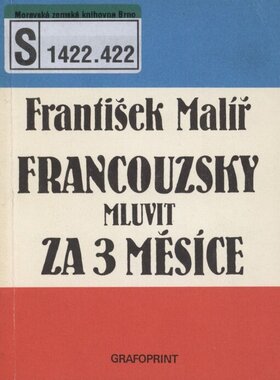 Moravská zemská knihovna Brno
S 1422.422
František Malíř
FRANCOUZSKY
MLUVIT
ZA 3 MĚSÍCE
GRAFOPRINT